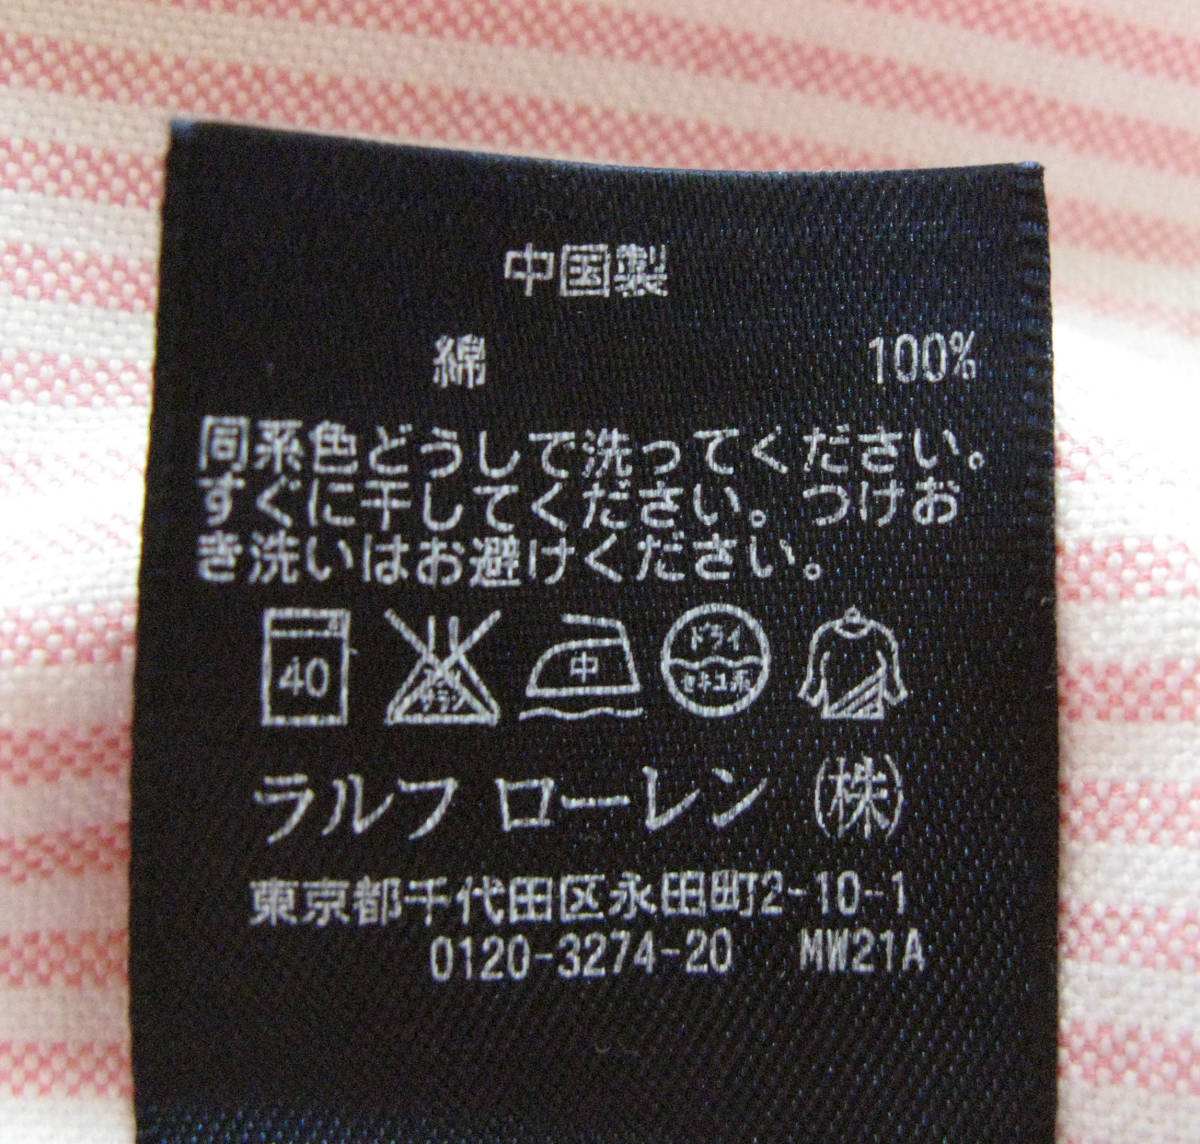 中国製
綿 100%
同系色どうしで洗ってください。
すぐに干してください。つけお
き洗いはお避けください。
40 中 ドライ
セキユ系
ラルフ ローレン (株)
東京都千代田区永田町2-10-1
0120-3274-20 MW21A